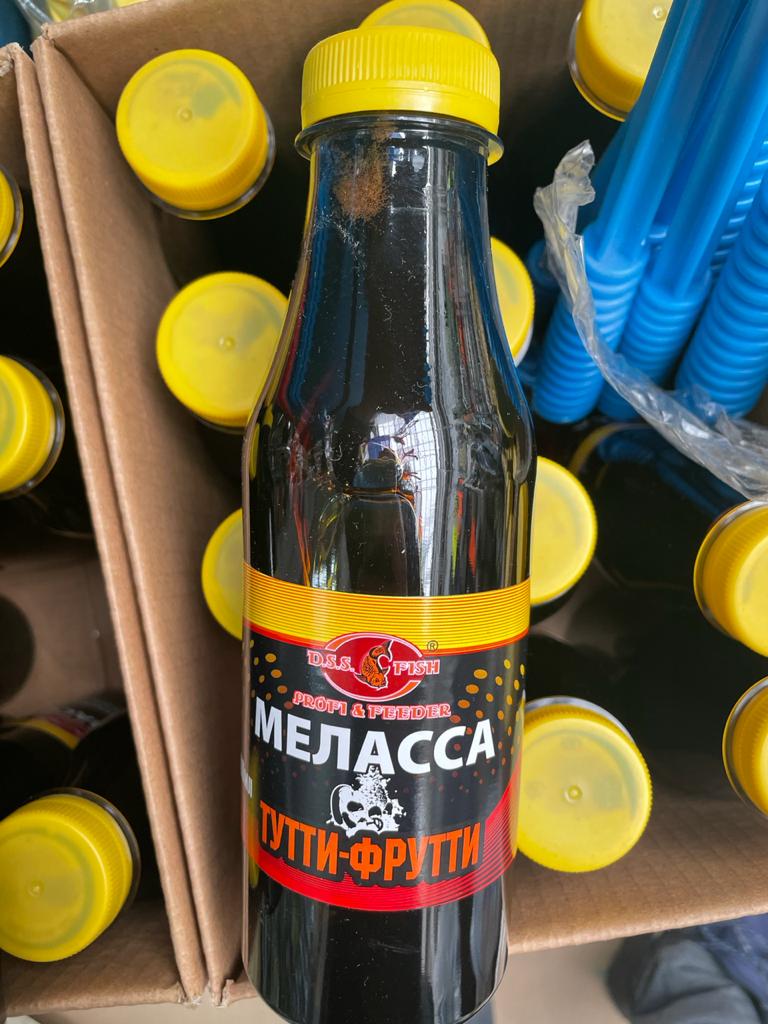 D.S.S. FISH ®
PROFI & FEEDER
МЕЛАССА
ТУТТИ-ФРУТТИ